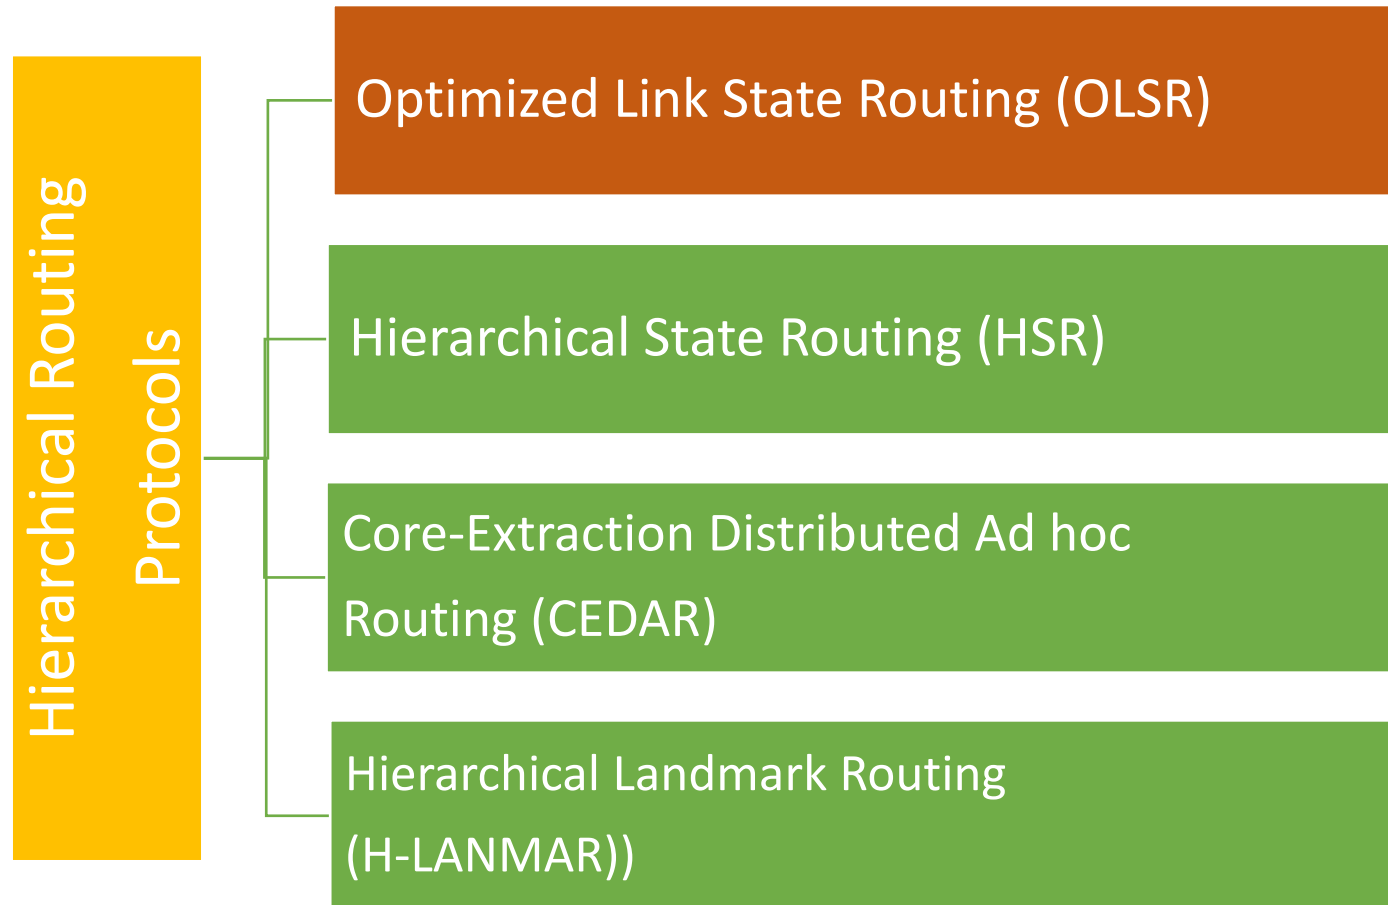 Hierarchical Routing
Protocols
Optimized Link State Routing (OLSR)
Hierarchical State Routing (HSR)
Core-Extraction Distributed Ad hoc
Routing (CEDAR)
Hierarchical Landmark Routing
(H-LANMAR))